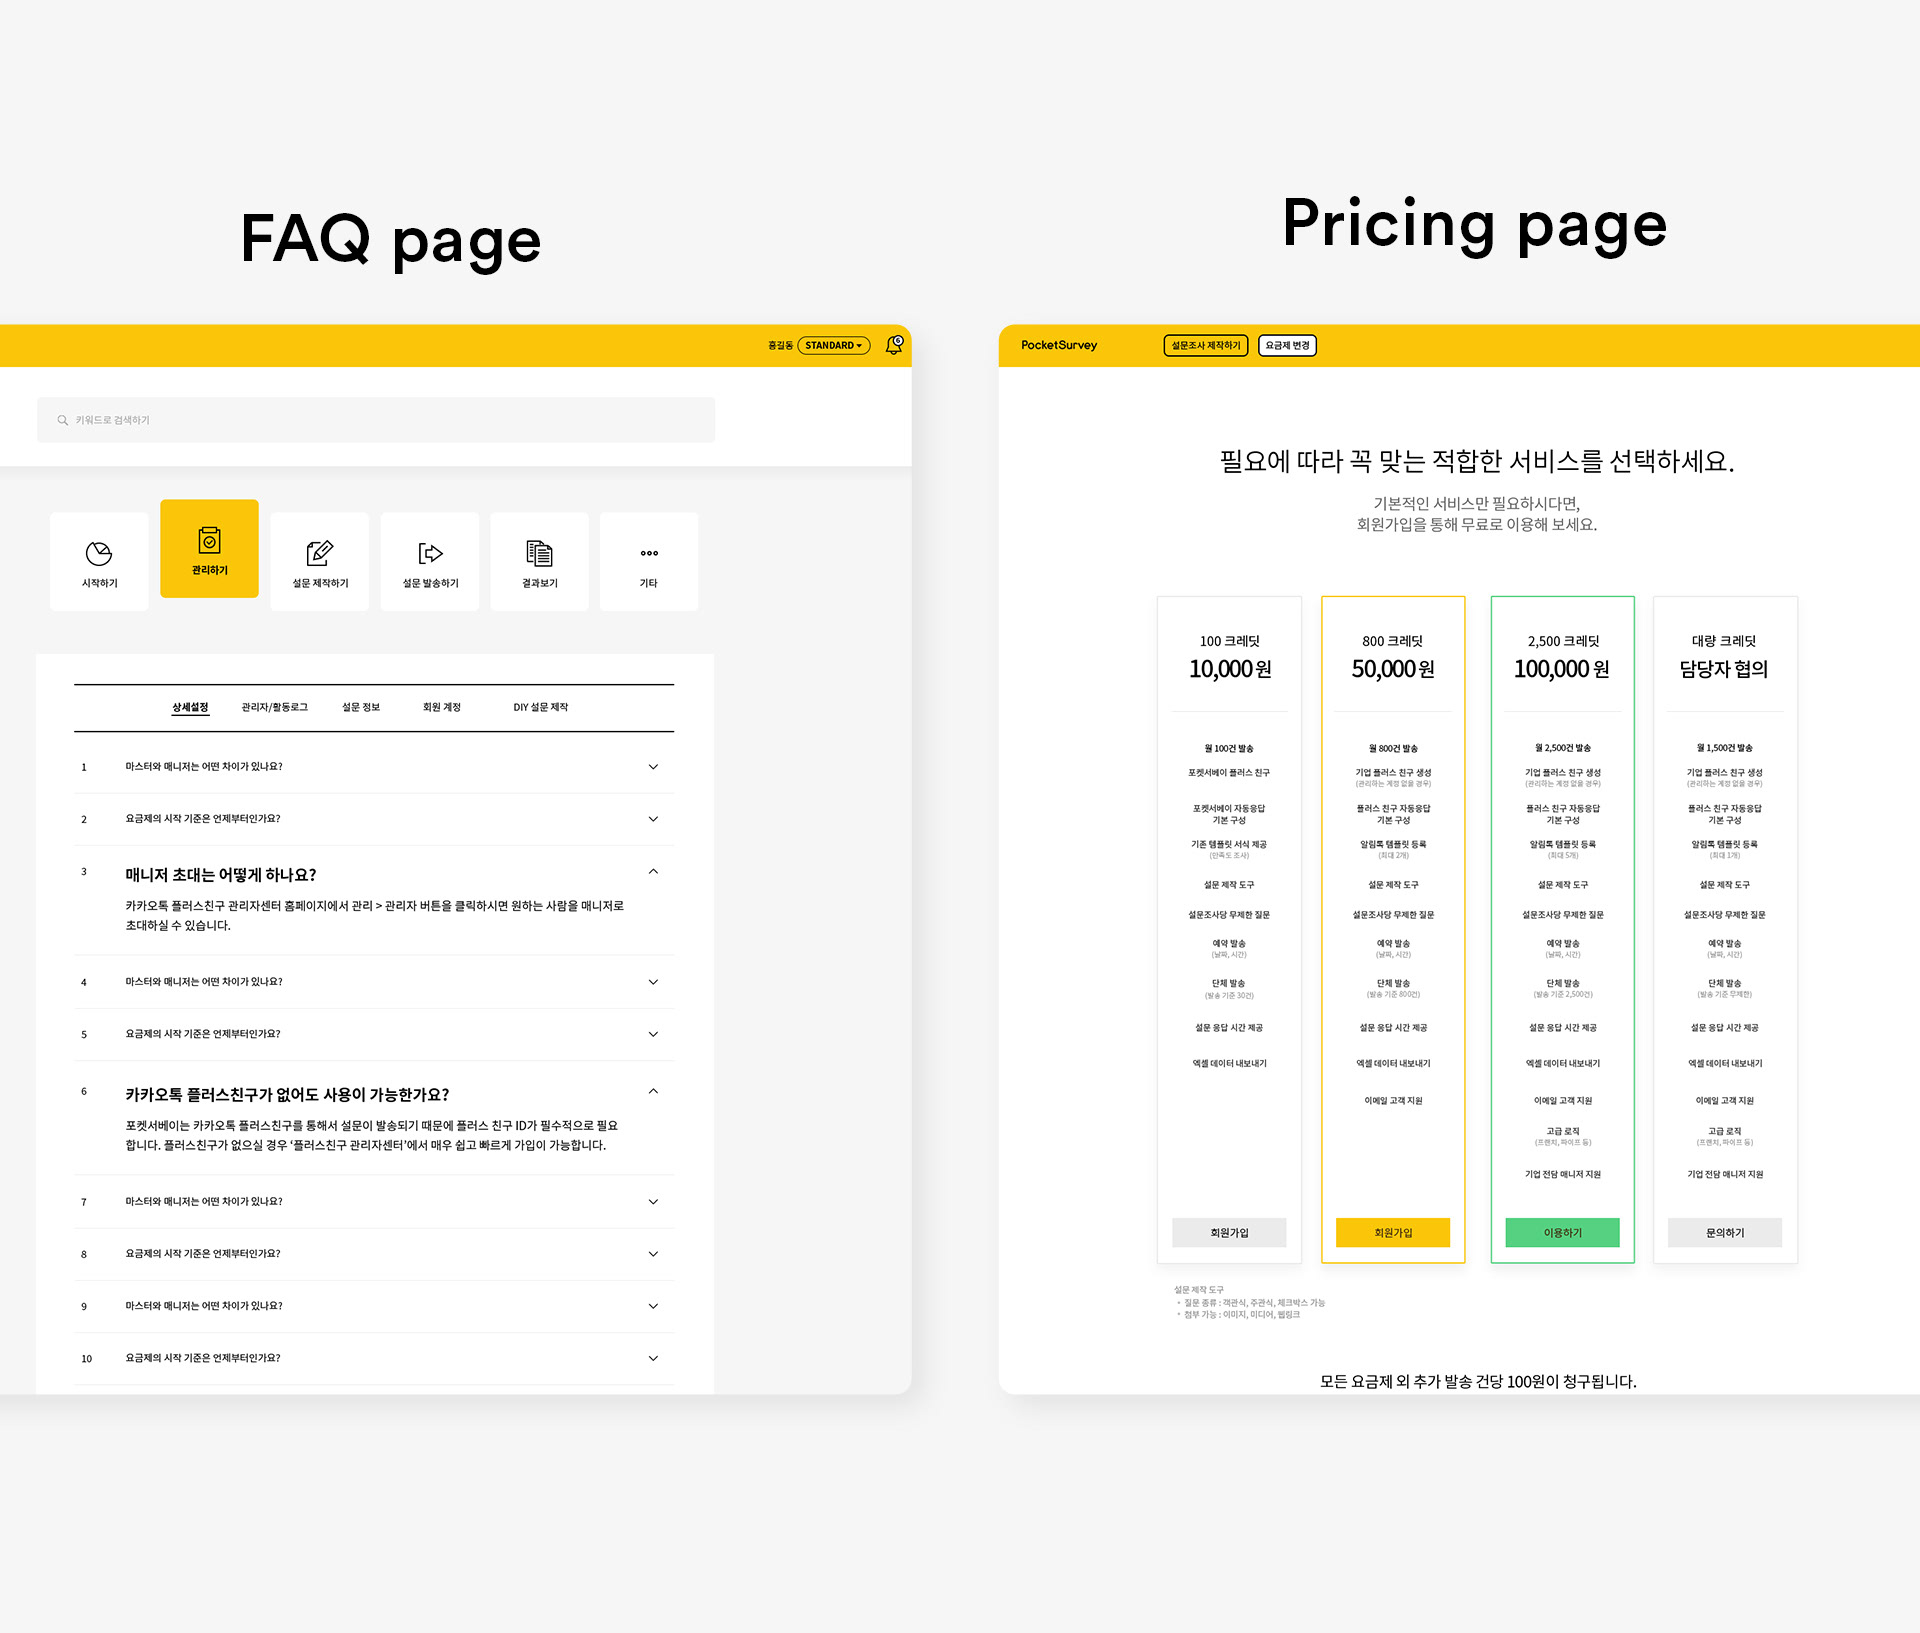 FAQ page
홍길동 STANDARD
6
키워드로 검색하기
시작하기
관리하기
설문 제작하기
설문 발송하기
결과보기
기타
상세설정 관리자/활동로그 설문 정보 회원 계정 DIY 설문 제작
1 마스터와 매니저는 어떤 차이가 있나요?
2 요금제의 시작 기준은 언제부터인가요?
3 매니저 초대는 어떻게 하나요?
카카오톡 플러스친구 관리자센터 홈페이지에서 관리 > 관리자 버튼을 클릭하시면 원하는 사람을 매니저로
초대하실 수 있습니다.
4 마스터와 매니저는 어떤 차이가 있나요?
5 요금제의 시작 기준은 언제부터인가요?
6 카카오톡 플러스친구가 없어도 사용이 가능한가요?
포켓서베이는 카카오톡 플러스친구를 통해서 설문이 발송되기 때문에 플러스 친구 ID가 필수적으로 필요
합니다. 플러스친구가 없으실 경우 ‘플러스친구 관리자센터’에서 매우 쉽고 빠르게 가입이 가능합니다.
7 마스터와 매니저는 어떤 차이가 있나요?
8 요금제의 시작 기준은 언제부터인가요?
9 마스터와 매니저는 어떤 차이가 있나요?
10 요금제의 시작 기준은 언제부터인가요?
Pricing page
PocketSurvey 설문조사 제작하기 요금제 변경
필요에 따라 꼭 맞는 적합한 서비스를 선택하세요.
기본적인 서비스만 필요하시다면,
회원가입을 통해 무료로 이용해 보세요.
100 크레딧
10,000 원
월 100건 발송
포켓서베이 플러스 친구
포켓서베이 자동응답
기본 구성
기존 템플릿 서식 제공
(만족도 조사)
설문 제작 도구
설문조사당 무제한 질문
예약 발송
(날짜, 시간)
단체 발송
(발송 기준 30건)
설문 응답 시간 제공
엑셀 데이터 내보내기
회원가입
800 크레딧
50,000 원
월 800건 발송
기업 플러스 친구 생성
(관리하는 계정 없을 경우)
플러스 친구 자동응답
기본 구성
알림톡 템플릿 등록
(최대 2개)
설문 제작 도구
설문조사당 무제한 질문
예약 발송
(날짜, 시간)
단체 발송
(발송 기준 800건)
설문 응답 시간 제공
엑셀 데이터 내보내기
이메일 고객 지원
회원가입
2,500 크레딧
100,000 원
월 2,500건 발송
기업 플러스 친구 생성
(관리하는 계정 없을 경우)
플러스 친구 자동응답
기본 구성
알림톡 템플릿 등록
(최대 5개)
설문 제작 도구
설문조사당 무제한 질문
예약 발송
(날짜, 시간)
단체 발송
(발송 기준 2,500건)
설문 응답 시간 제공
엑셀 데이터 내보내기
이메일 고객 지원
고급 로직
(브랜치, 파이프 등)
기업 전담 매니저 지원
이용하기
대량 크레딧
담당자 협의
월 1,500건 발송
기업 플러스 친구 생성
(관리하는 계정 없을 경우)
플러스 친구 자동응답
기본 구성
알림톡 템플릿 등록
(최대 1개)
설문 제작 도구
설문조사당 무제한 질문
예약 발송
(날짜, 시간)
단체 발송
(발송 기준 무제한)
설문 응답 시간 제공
엑셀 데이터 내보내기
이메일 고객 지원
고급 로직
(브랜치, 파이프 등)
기업 전담 매니저 지원
문의하기
설문 제작 도구
• 질문 종류 : 객관식, 주관식, 체크박스 가능
• 첨부 가능 : 이미지, 미디어, 웹링크
모든 요금제 외 추가 발송 건당 100원이 청구됩니다.